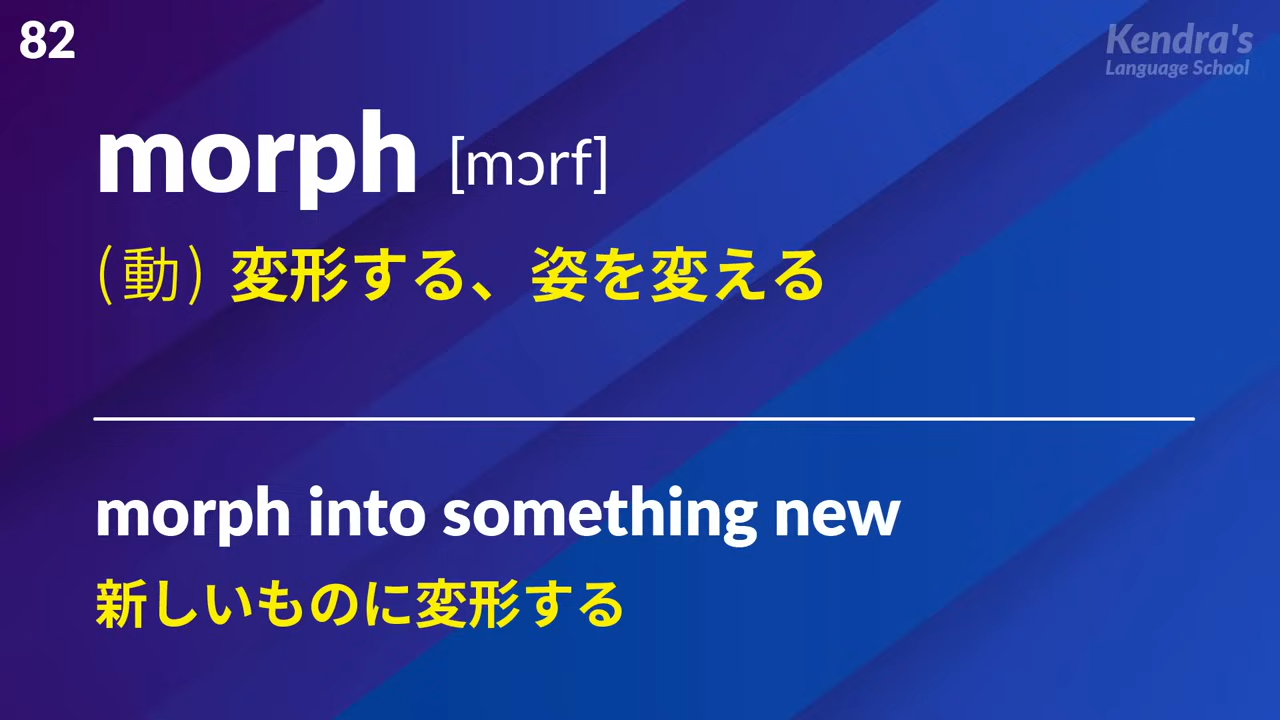 82
Kendra's
Language School
morph [mɔrf]
(動) 変形する、姿を変える
morph into something new
新しいものに変形する